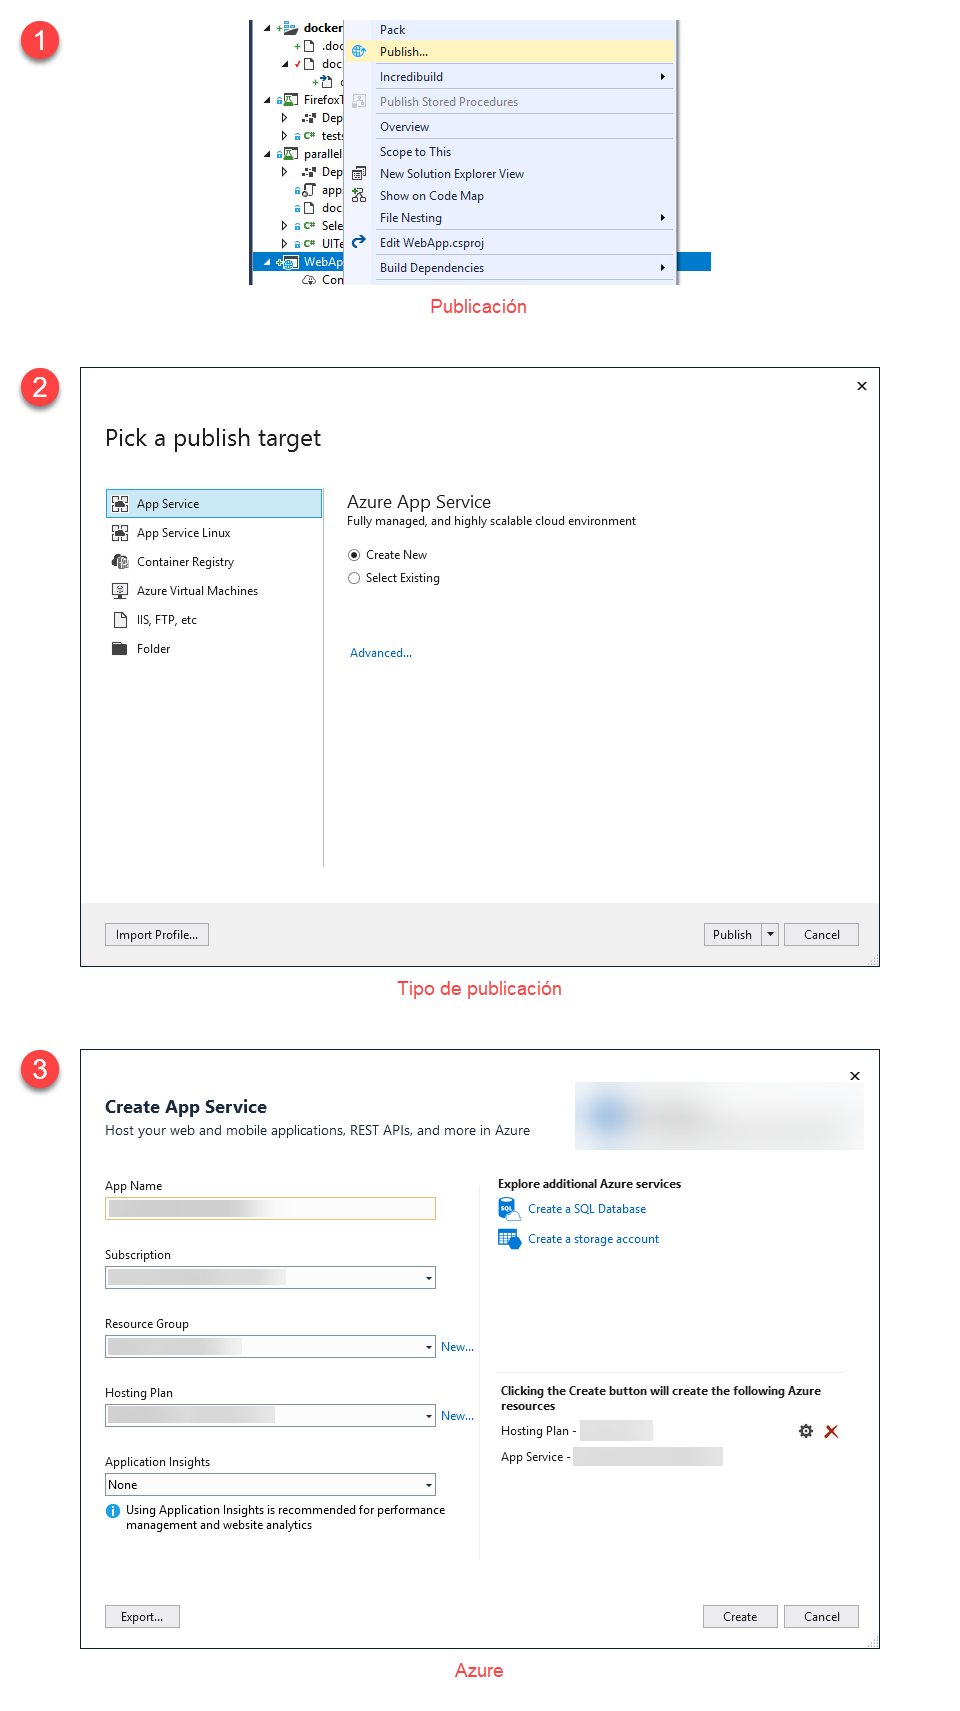 1
docker
.doc
doc
FirefoxT
Dep
C# tests
parallel
Dep
app
doc
C# Sele
C# UITe
WebAp
Con
Pack
Publish...
Incredibuild
Publish Stored Procedures
Overview
Scope to This
New Solution Explorer View
Show on Code Map
File Nesting
Edit WebApp.csproj
Build Dependencies
Publicación
2
Pick a publish target
App Service
App Service Linux
Container Registry
Azure Virtual Machines
IIS, FTP, etc
Folder
Azure App Service
Fully managed, and highly scalable cloud environment
Create New
Select Existing
Advanced...
Import Profile...
Publish
Cancel
Tipo de publicación
3
Create App Service
Host your web and mobile applications, REST APIs, and more in Azure
App Name
Subscription
Resource Group
New...
Hosting Plan
New...
Application Insights
None
Using Application Insights is recommended for performance
management and website analytics
Explore additional Azure services
SQL
Create a SQL Database
Create a storage account
Clicking the Create button will create the following Azure
resources
Hosting Plan -
App Service -
Export...
Create
Cancel
Azure